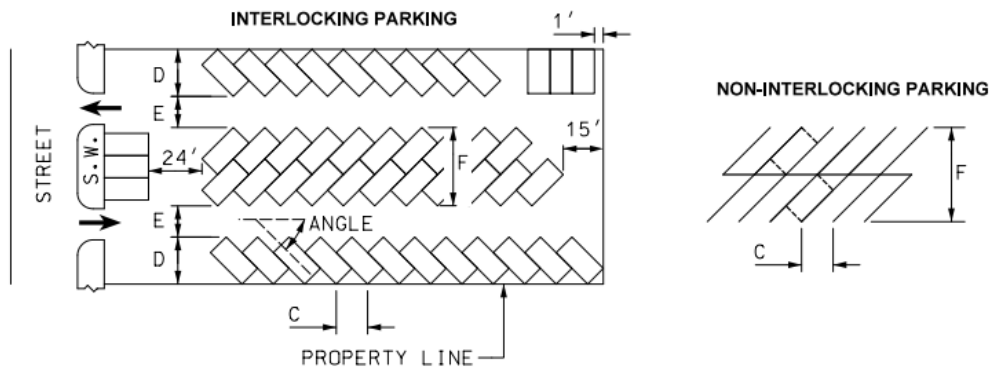 INTERLOCKING PARKING
1'
D
E
STREET
S.W.
24'
F
15'
E
ANGLE
D
C
PROPERTY LINE
NON-INTERLOCKING PARKING
F
C